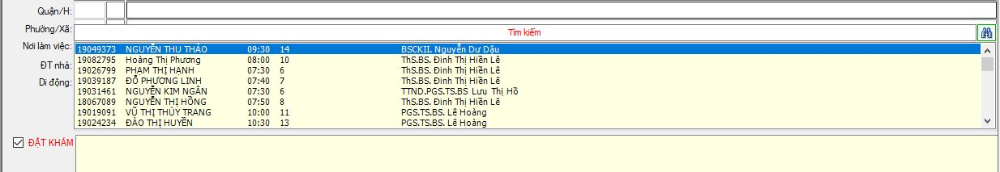 Quận/H:
Phường/Xã:
Tìm kiếm
Nơi làm việc:
19049373 NGUYỄN THU THẢO 09:30 14 BSCKII. Nguyễn Dư Dậu
19082795 Hoàng Thị Phương 08:00 10 ThS.BS. Đinh Thị Hiền Lê
ĐT nhà:
19026799 PHẠM THỊ HẠNH 07:30 6 ThS.BS. Đinh Thị Hiền Lê
Di động:
19039187 ĐỖ PHƯƠNG LINH 07:40 7 ThS.BS. Đinh Thị Hiền Lê
19031461 NGUYỄN KIM NGÂN 07:30 6 TTND.PGS.TS.BS Lưu Thị Hồ
18067089 NGUYỄN THỊ HỒNG 07:50 8 ThS.BS. Đinh Thị Hiền Lê
19019091 VŨ THỊ THÙY TRANG 10:00 11 PGS.TS.BS. Lê Hoàng
19024234 ĐÀO THỊ HUYỀN 10:30 13 PGS.TS.BS. Lê Hoàng
ĐẶT KHÁM